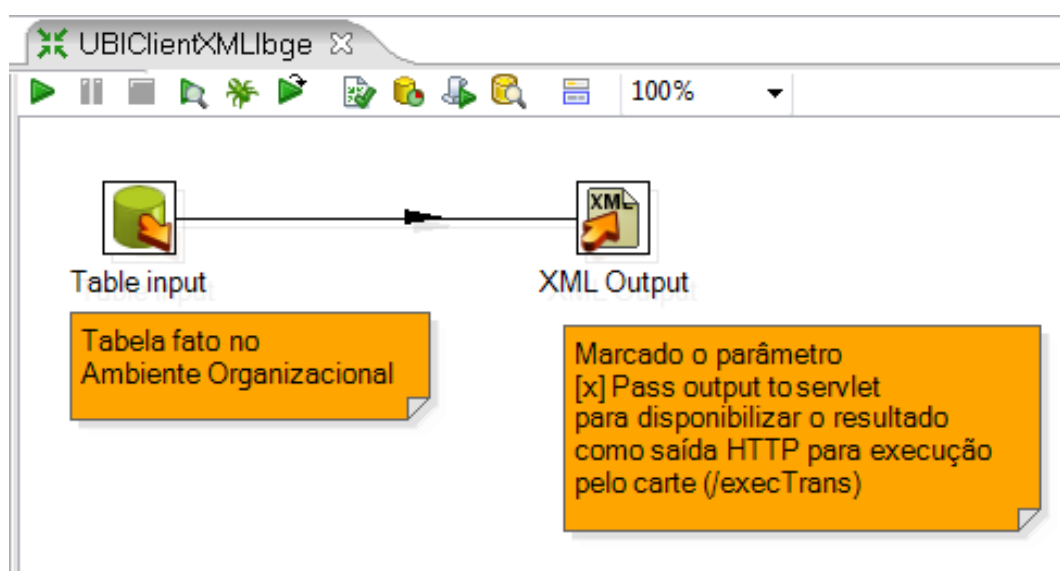 UBIClientXMLIbge
100%
XML
Table input
XML Output
Tabela fato no
Ambiente Organizacional
Marcado o parâmetro
[x] Pass output to servlet
para disponibilizar o resultado
como saída HTTP para execução
pelo carte (/execTrans)